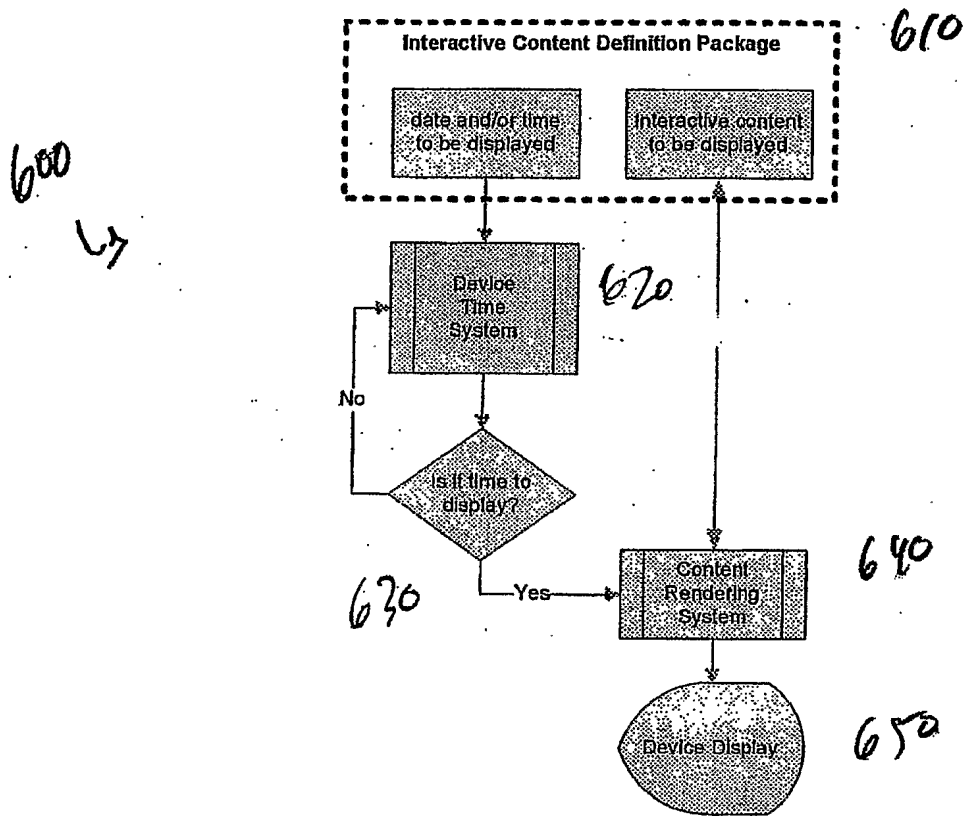 610
Interactive Content Definition Package
date and/or time
to be displayed
interactive content
to be displayed
600
Device
Time
System
620
No
is it time to
display?
630
Yes
Content
Rendering
System
640
Device Display
650